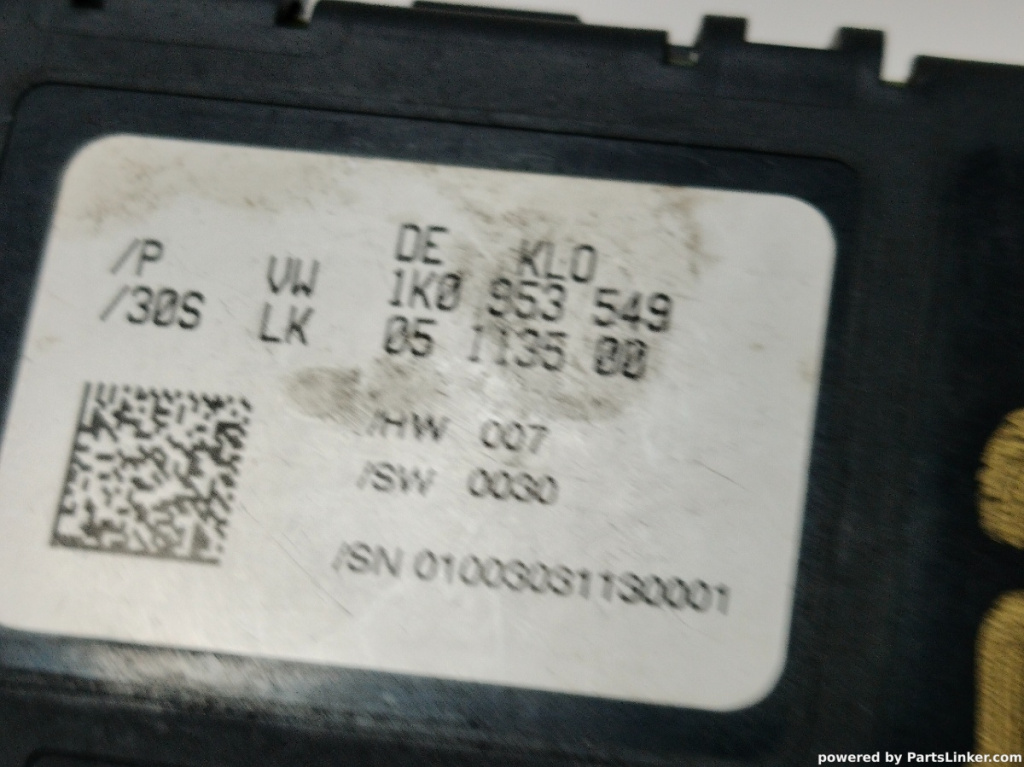 DE KLO
/P VW 1K0 953 549
/30S LK 05 1135 00
/HW 007
/SW 0030
/SN 01003031130001
powered by PartsLinker.com